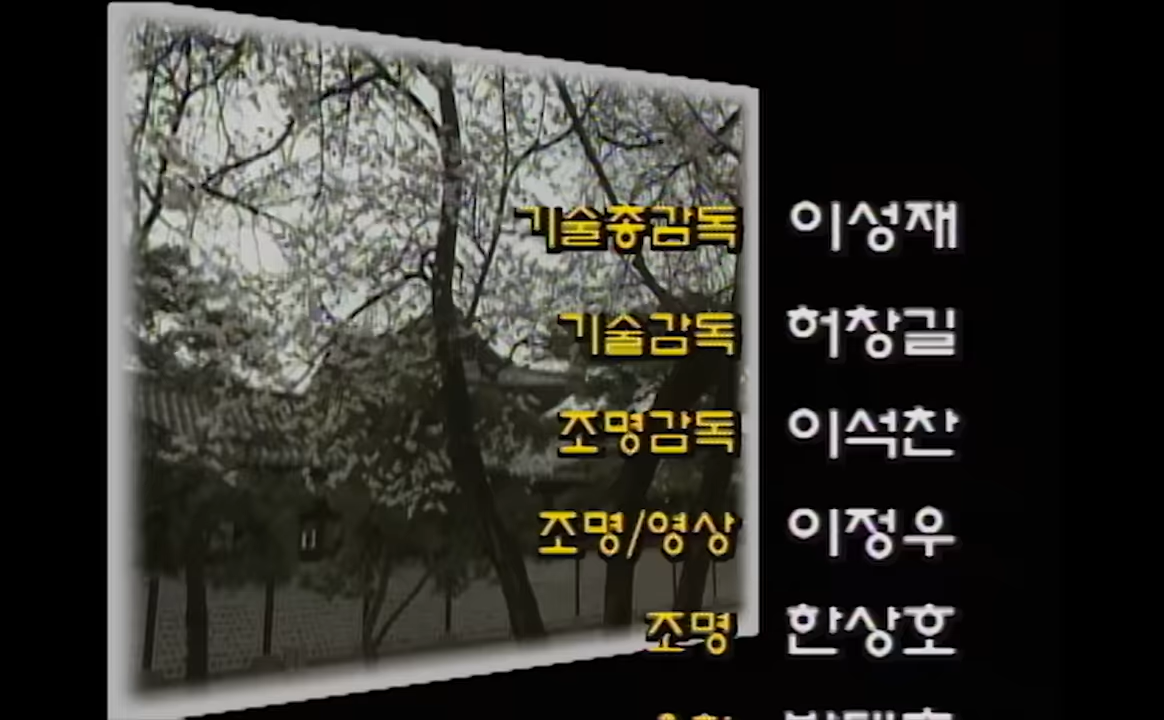 기술총감독 이성재
기술감독 허창길
조명감독 이석찬
조명/영상 이정우
조명 한상호